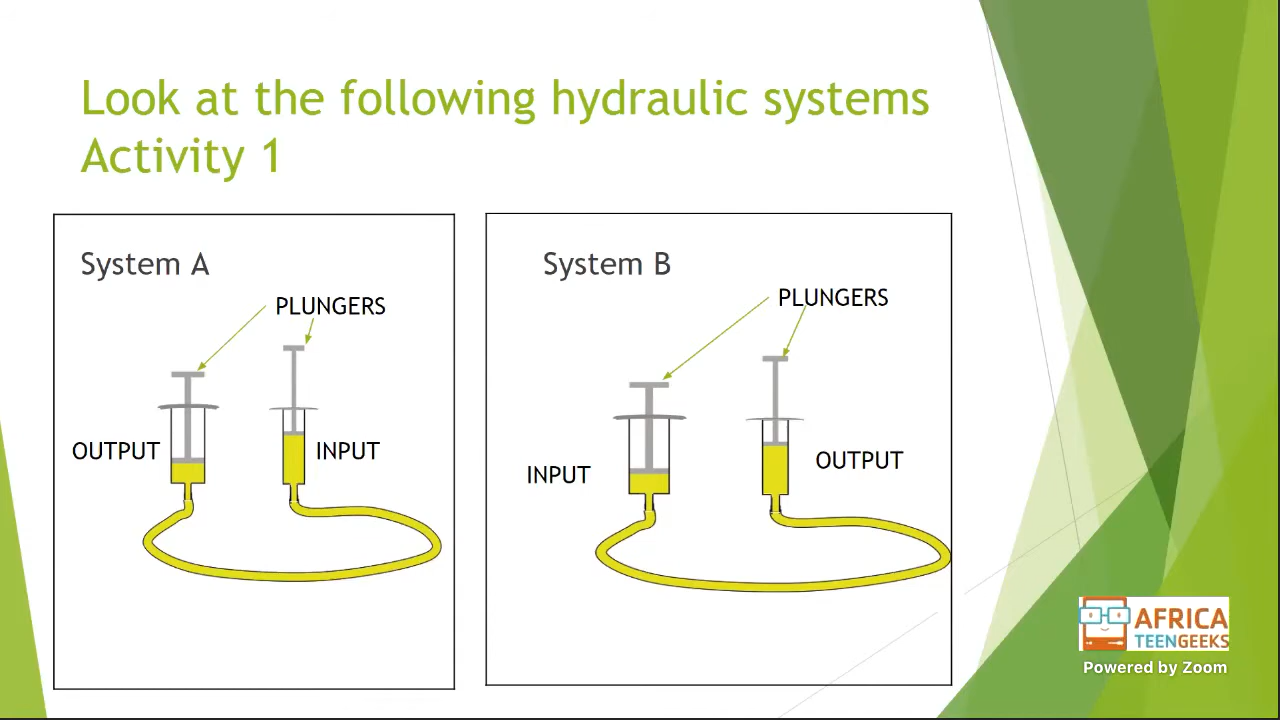 Look at the following hydraulic systems
Activity 1
System A
PLUNGERS
OUTPUT
INPUT
System B
PLUNGERS
INPUT
OUTPUT
AFRICA
TEENGEEKS
Powered by Zoom